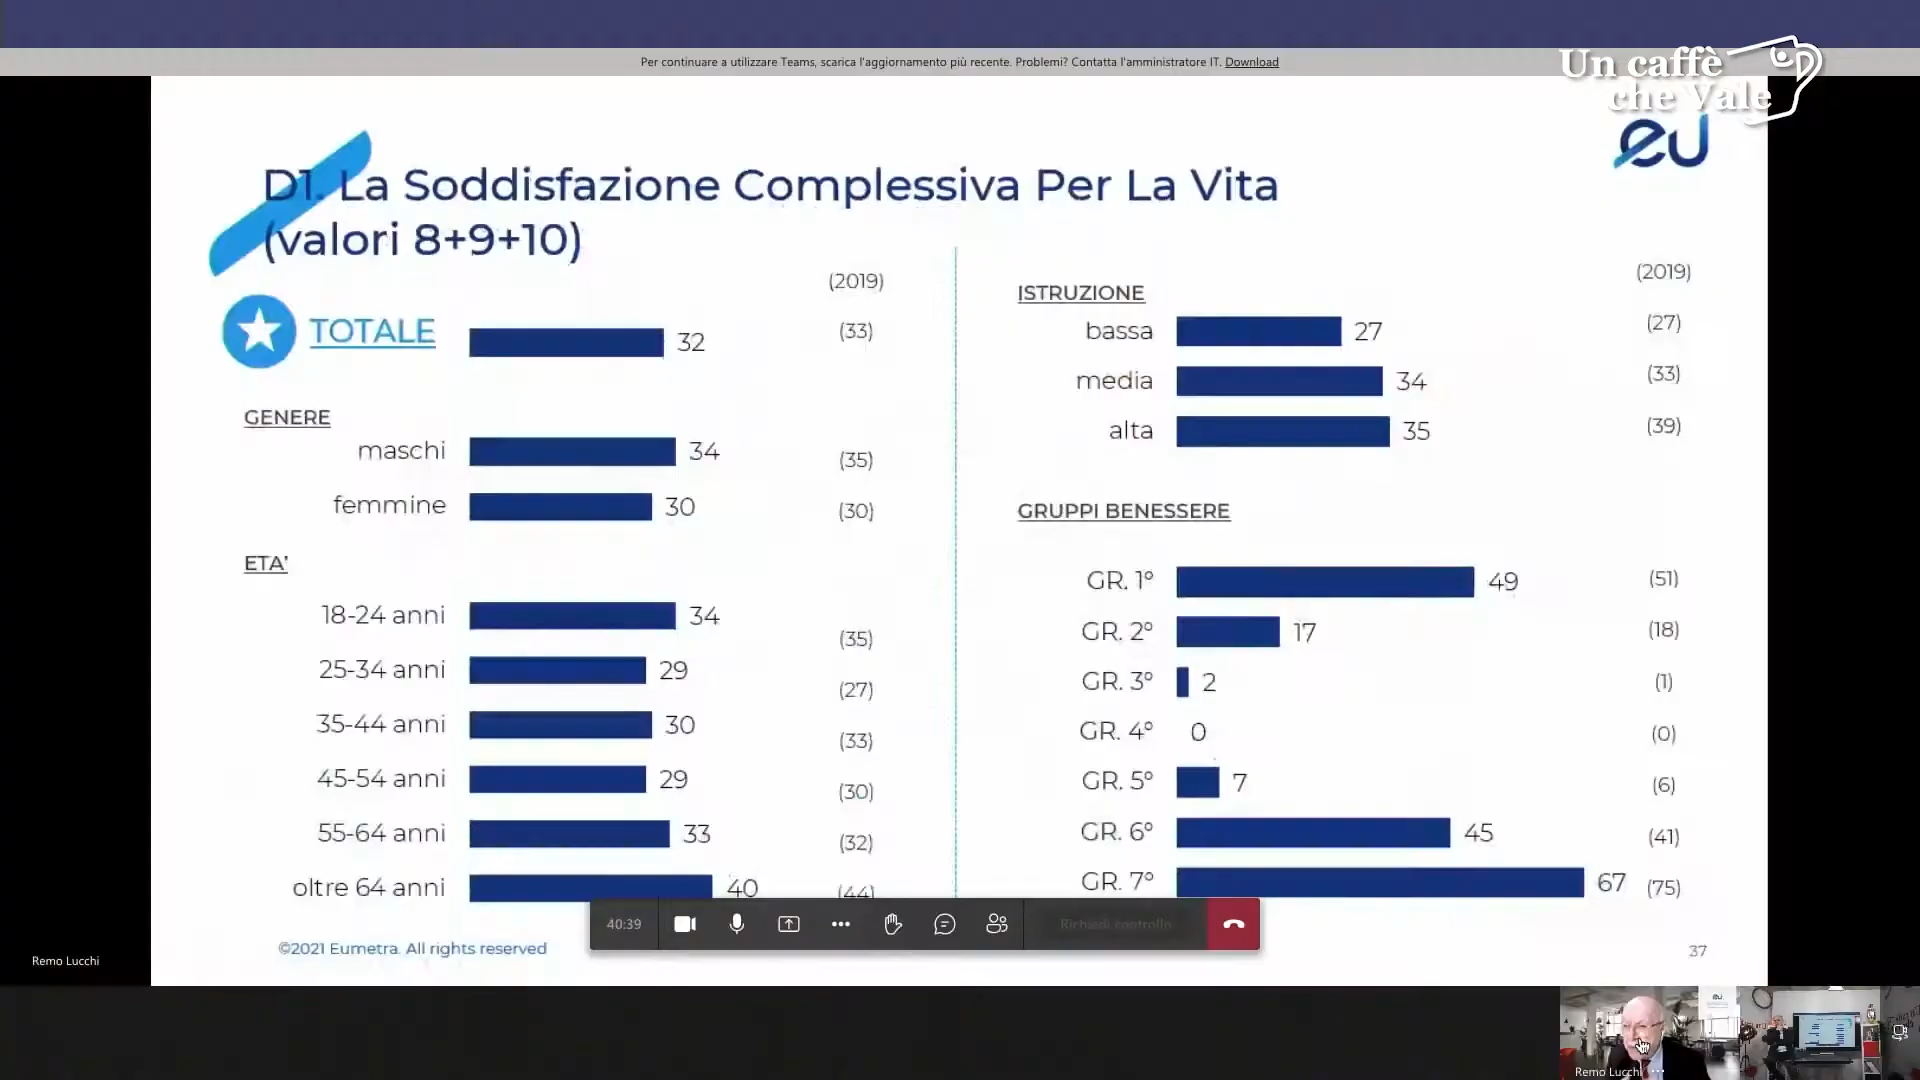 Per continuare a utilizzare Teams, scarica l'aggiornamento più recente. Problemi? Contatta l'amministratore IT. Download
Un caffè
che Vale
eu
D1. La Soddisfazione Complessiva Per La Vita
(valori 8+9+10)
(2019)
TOTALE 32 (33)
GENERE
maschi 34 (35)
femmine 30 (30)
ETA'
18-24 anni 34 (35)
25-34 anni 29 (27)
35-44 anni 30 (33)
45-54 anni 29 (30)
55-64 anni 33 (32)
oltre 64 anni 40 (44)
(2019)
ISTRUZIONE
bassa 27 (27)
media 34 (33)
alta 35 (39)
GRUPPI BENESSERE
GR. 1° 49 (51)
GR. 2° 17 (18)
GR. 3° 2 (1)
GR. 4° 0 (0)
GR. 5° 7 (6)
GR. 6° 45 (41)
GR. 7° 67 (75)
40:39
Richiedi controllo
©2021 Eumetra. All rights reserved
37
Remo Lucchi
Remo Lucchi